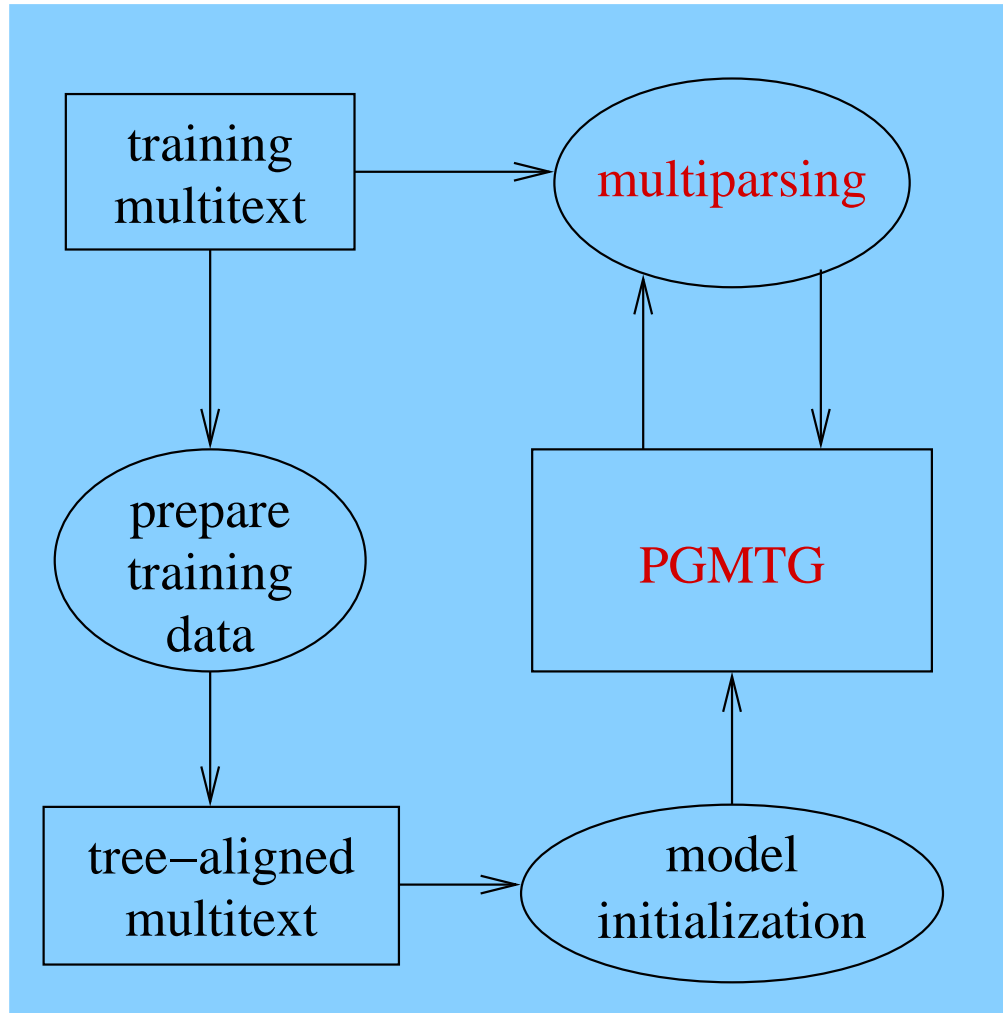 training
multitext
multiparsing
prepare
training
data
PGMTG
tree−aligned
multitext
model
initialization